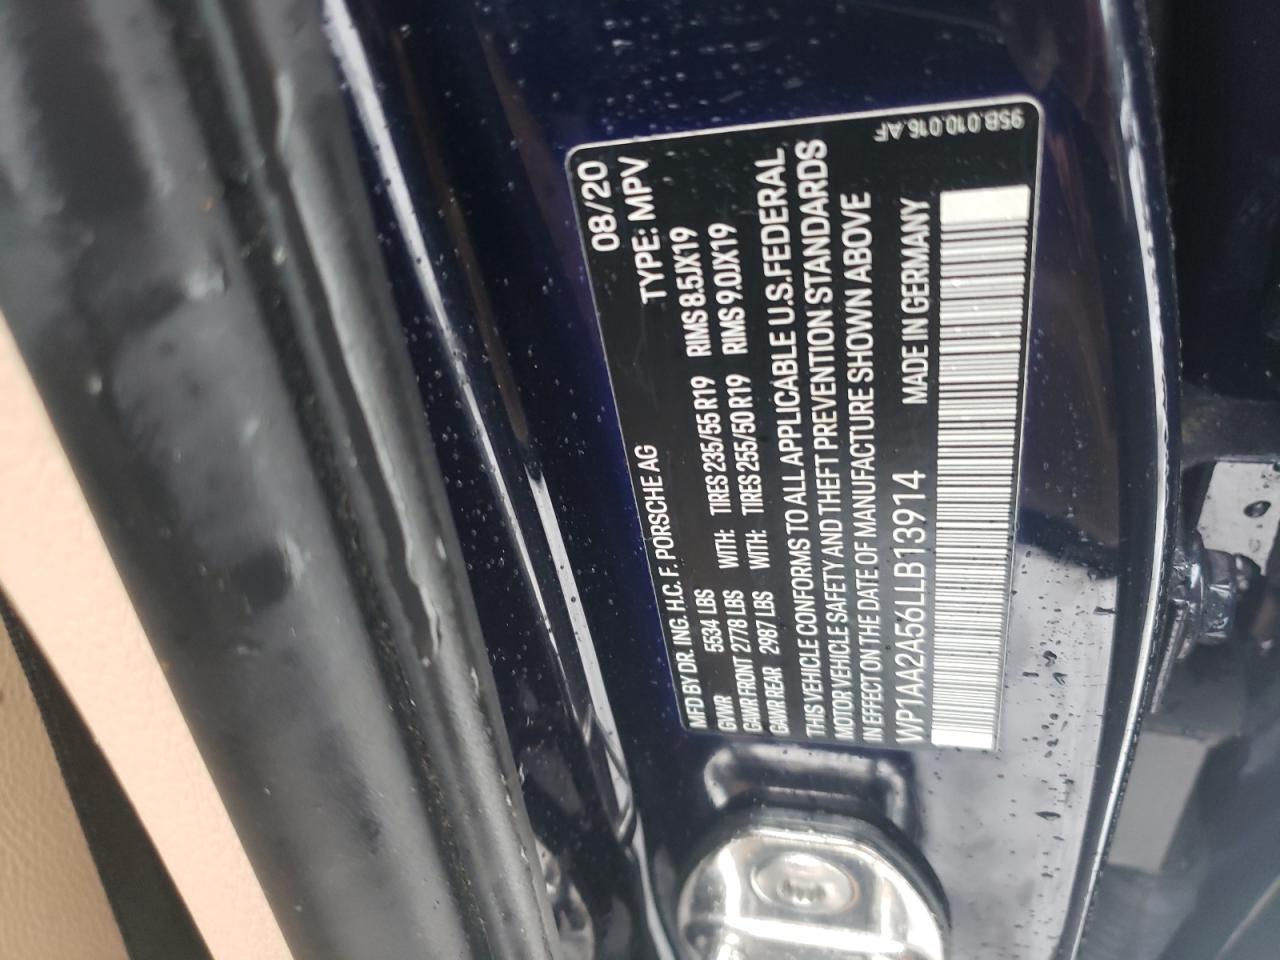 MFD BY DR. ING. H.C. F. PORSCHE AG 08/20
GVWR 5534 LBS TYPE: MPV
GAWR FRONT 2778 LBS WITH: TIRES 235/55 R19 RIMS 8.5JX19
GAWR REAR 2987 LBS WITH: TIRES 255/50 R19 RIMS 9.0JX19
THIS VEHICLE CONFORMS TO ALL APPLICABLE U.S.FEDERAL
MOTOR VEHICLE SAFETY AND THEFT PREVENTION STANDARDS
IN EFFECT ON THE DATE OF MANUFACTURE SHOWN ABOVE
WP1AA2A56LLB13914 MADE IN GERMANY
95B.010.016.AF